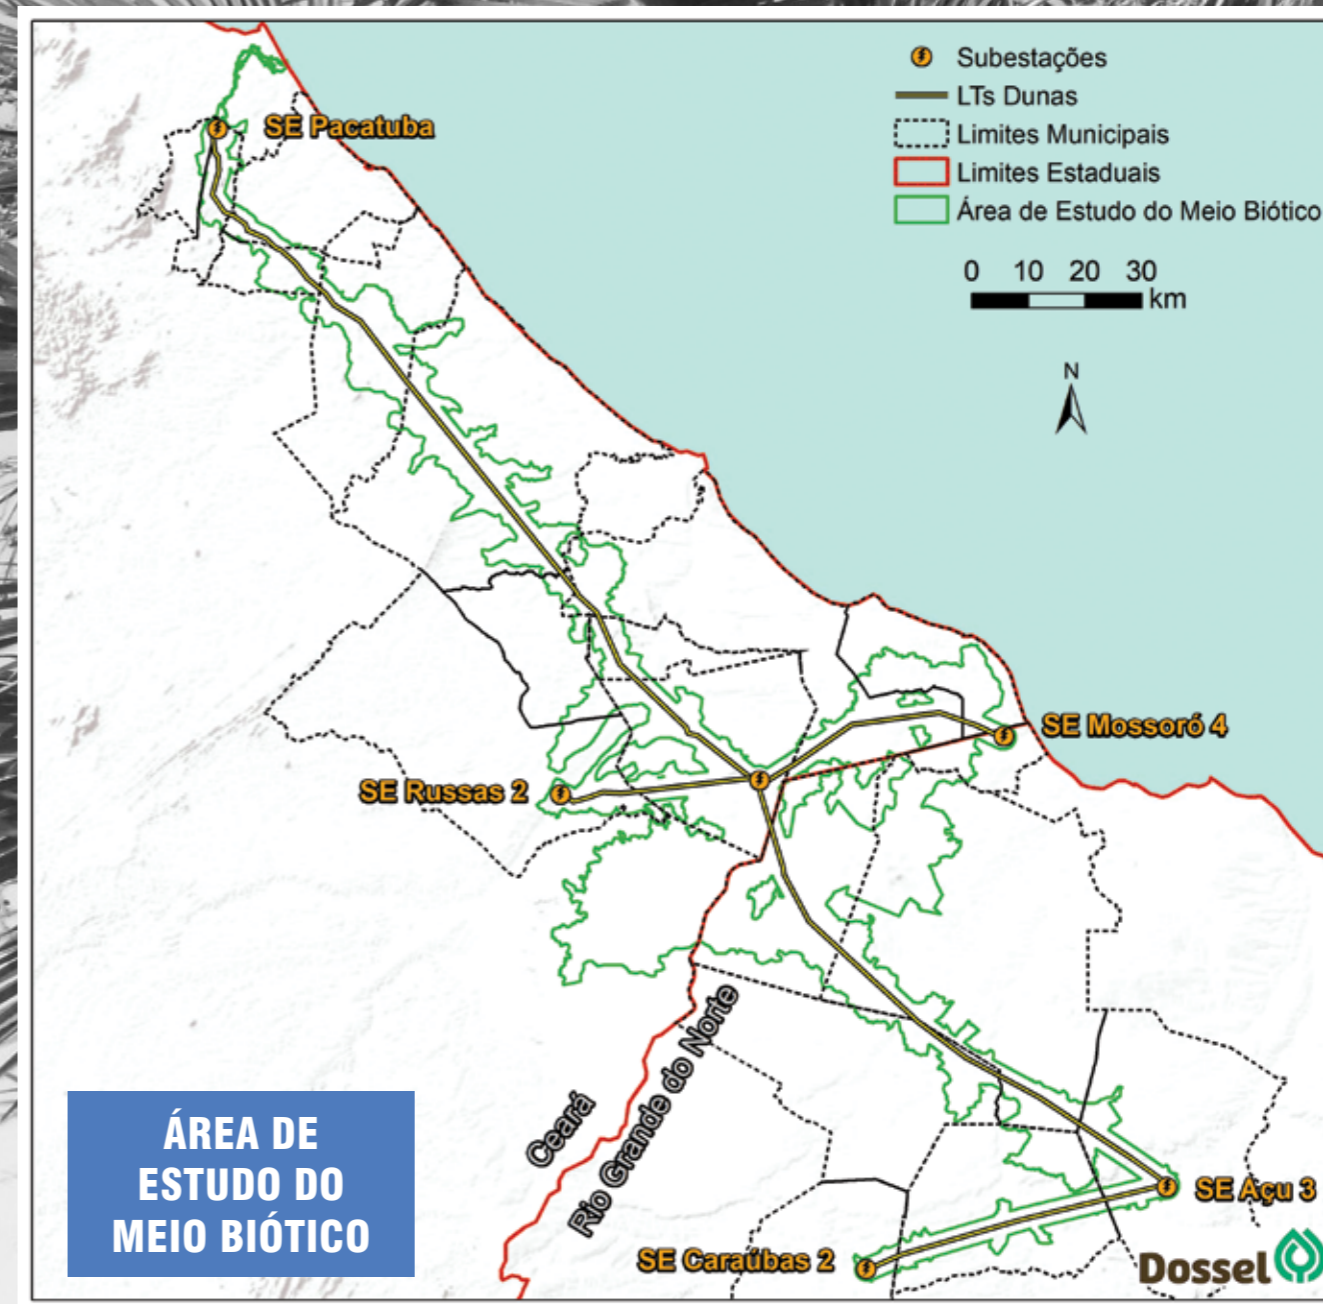 Subestações
LTs Dunas
Limites Municipais
Limites Estaduais
Área de Estudo do Meio Biótico
0 10 20 30
km
N
SE Pacatuba
SE Mossoró 4
SE Russas 2
Ceará
Rio Grande do Norte
SE Açu 3
SE Caraúbas 2
ÁREA DE
ESTUDO DO
MEIO BIÓTICO
Dossel